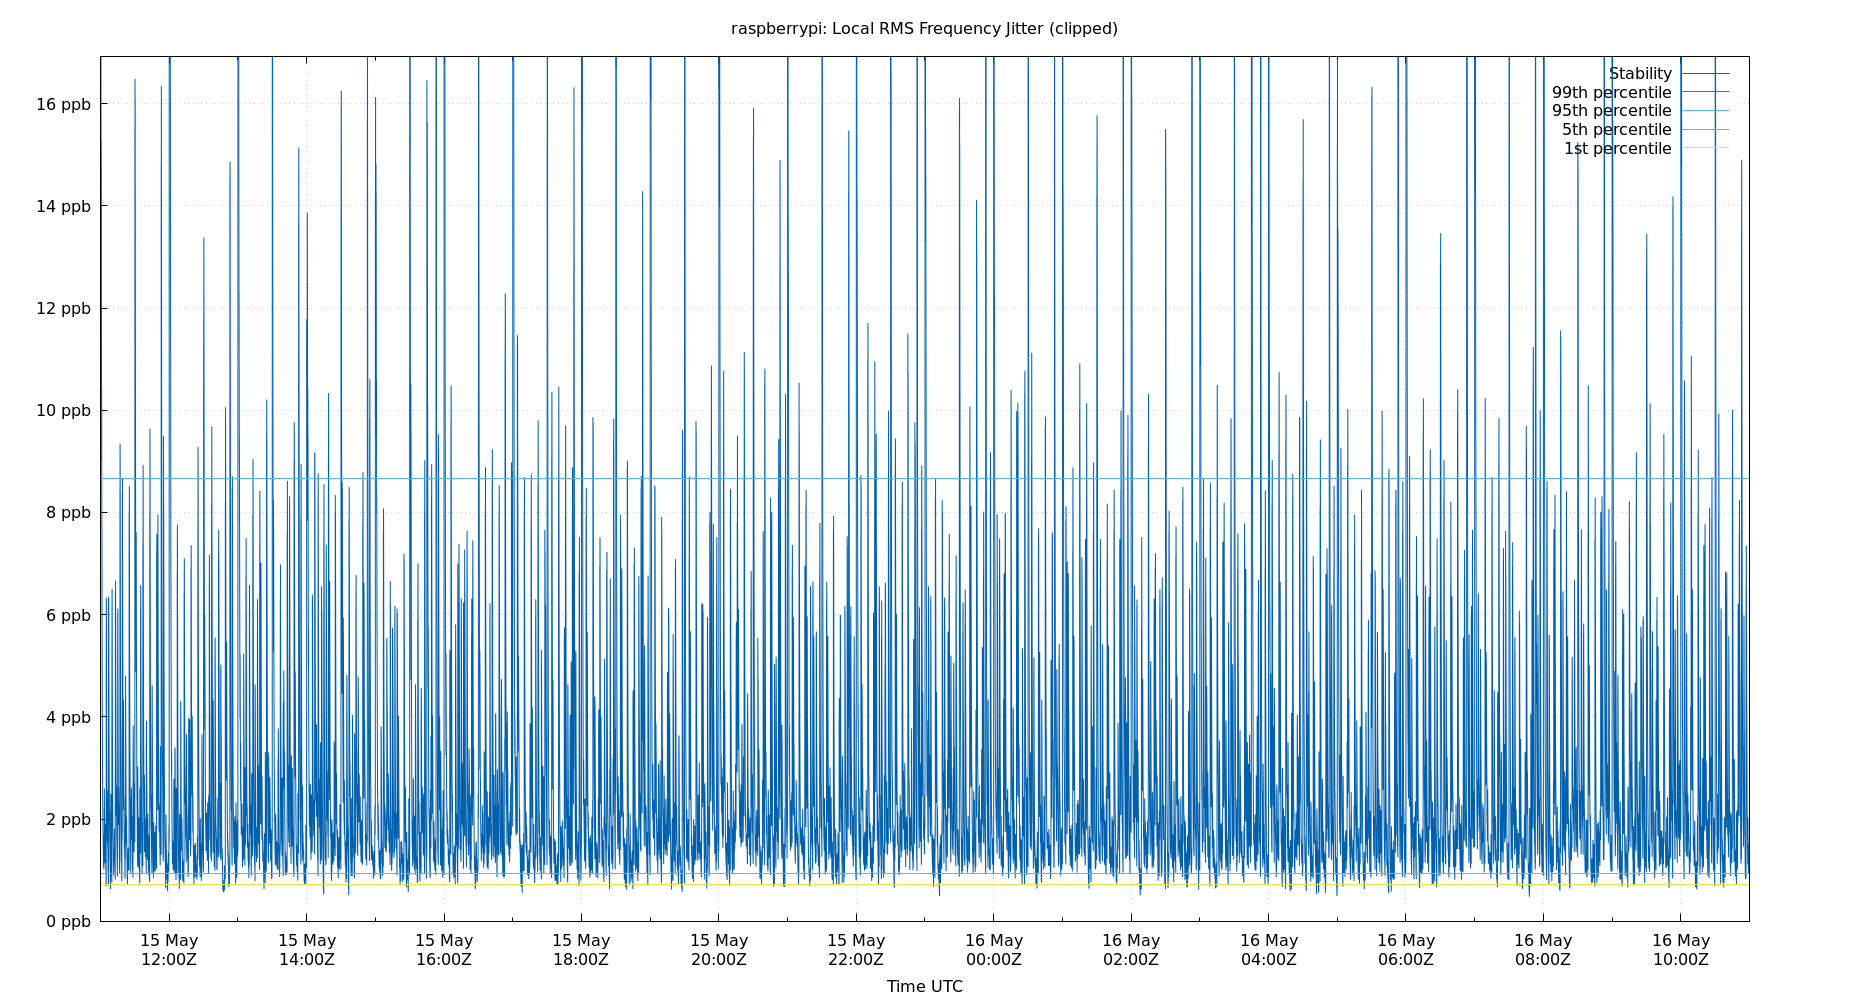 raspberrypi: Local RMS Frequency Jitter (clipped)
Stability
99th percentile
95th percentile
5th percentile
1st percentile
16 ppb
14 ppb
12 ppb
10 ppb
8 ppb
6 ppb
4 ppb
2 ppb
0 ppb
15 May 15 May 15 May 15 May 15 May 15 May 16 May 16 May 16 May 16 May 16 May 16 May
12:00Z 14:00Z 16:00Z 18:00Z 20:00Z 22:00Z 00:00Z 02:00Z 04:00Z 06:00Z 08:00Z 10:00Z
Time UTC